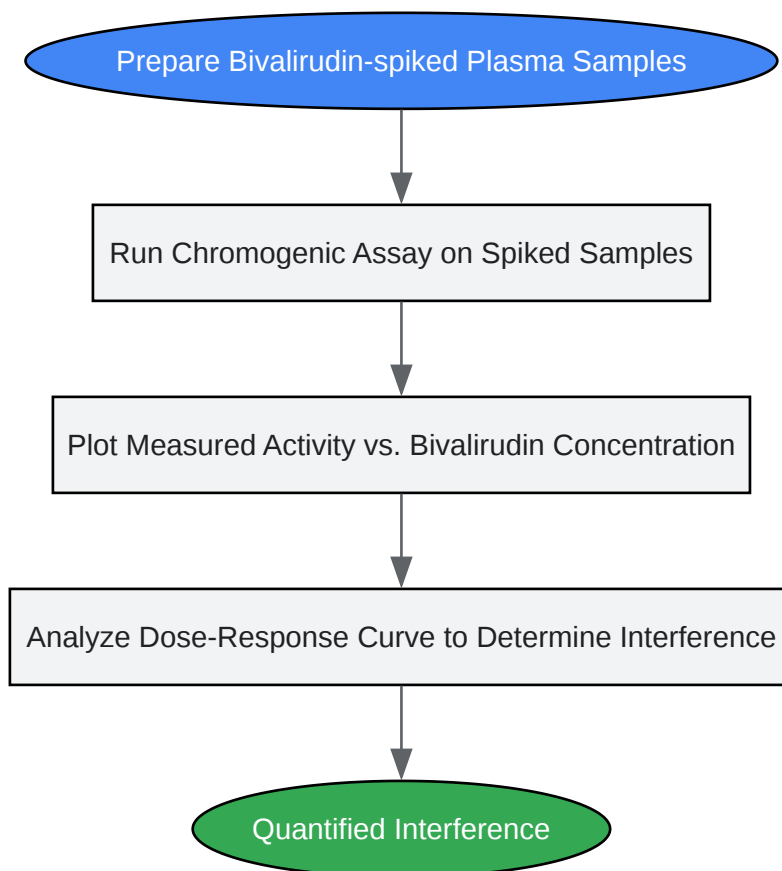 Prepare Bivalirudin-spiked Plasma Samples
Run Chromogenic Assay on Spiked Samples
Plot Measured Activity vs. Bivalirudin Concentration
Analyze Dose-Response Curve to Determine Interference
Quantified Interference